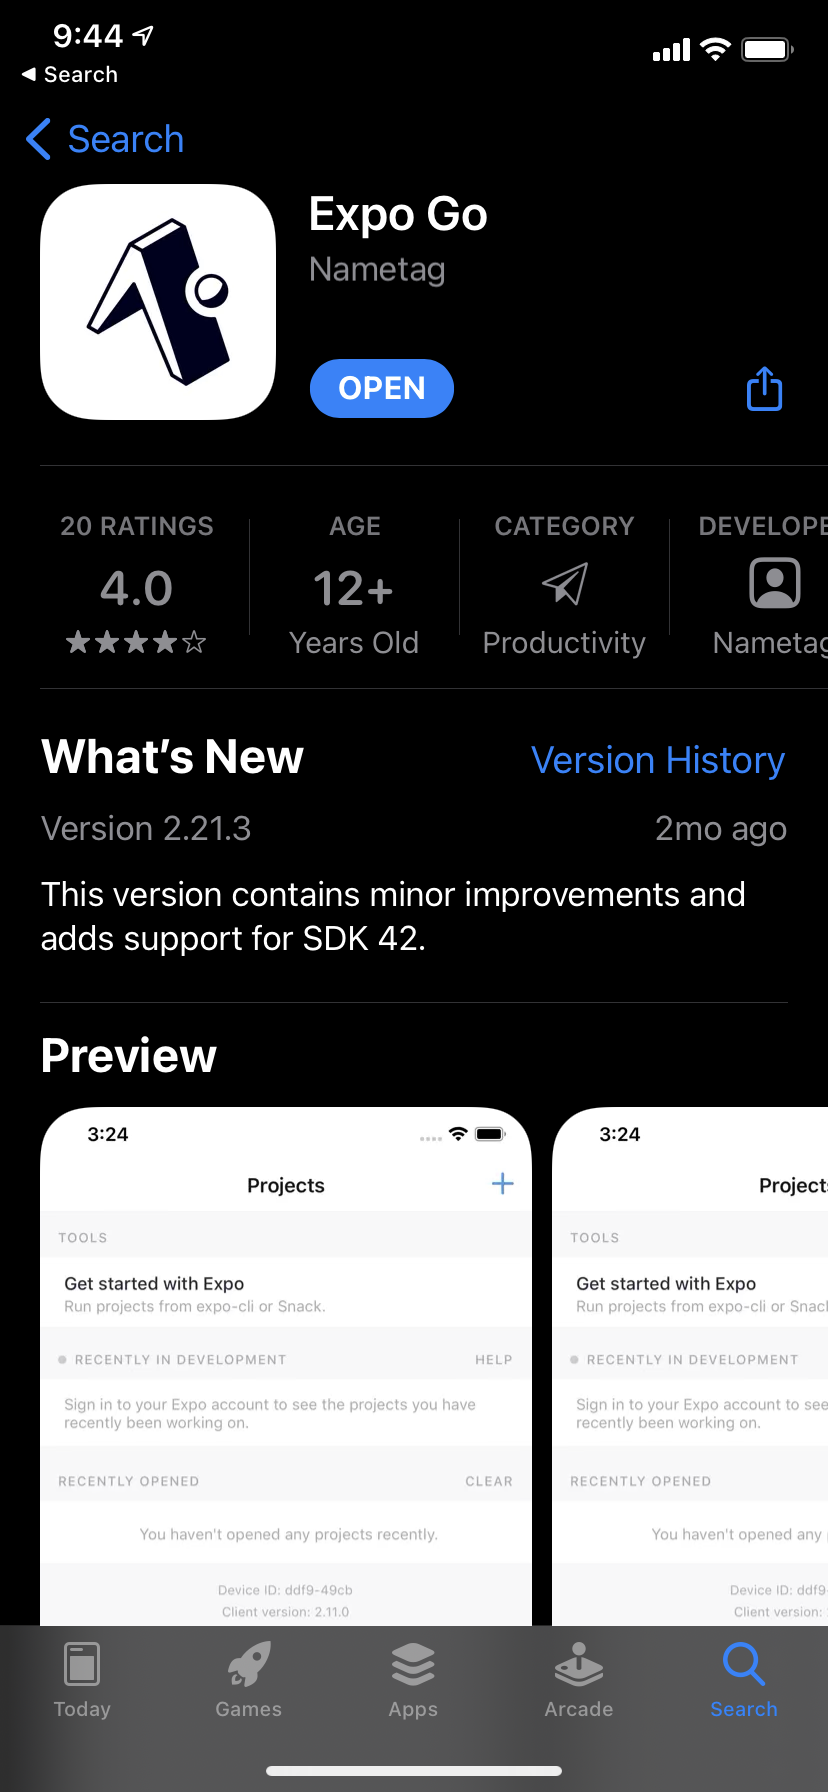 9:44
Search
Search
Expo Go
Nametag
OPEN
20 RATINGS
4.0
AGE
12+
Years Old
CATEGORY
Productivity
DEVELOPE
Nametag
What's New
Version History
Version 2.21.3
2mo ago
This version contains minor improvements and
adds support for SDK 42.
Preview
3:24
Projects
TOOLS
Get started with Expo
Run projects from expo-cli or Snack.
RECENTLY IN DEVELOPMENT
HELP
Sign in to your Expo account to see the projects you have
recently been working on.
RECENTLY OPENED
CLEAR
You haven't opened any projects recently.
Device ID: ddf9-49cb
Client version: 2.11.0
3:24
Projects
TOOLS
Get started with Expo
Run projects from expo-cli or Snack
RECENTLY IN DEVELOPMENT
Sign in to your Expo account to see
recently been working on.
RECENTLY OPENED
You haven't opened any
Device ID: ddf9-
Client version:
Today
Games
Apps
Arcade
Search